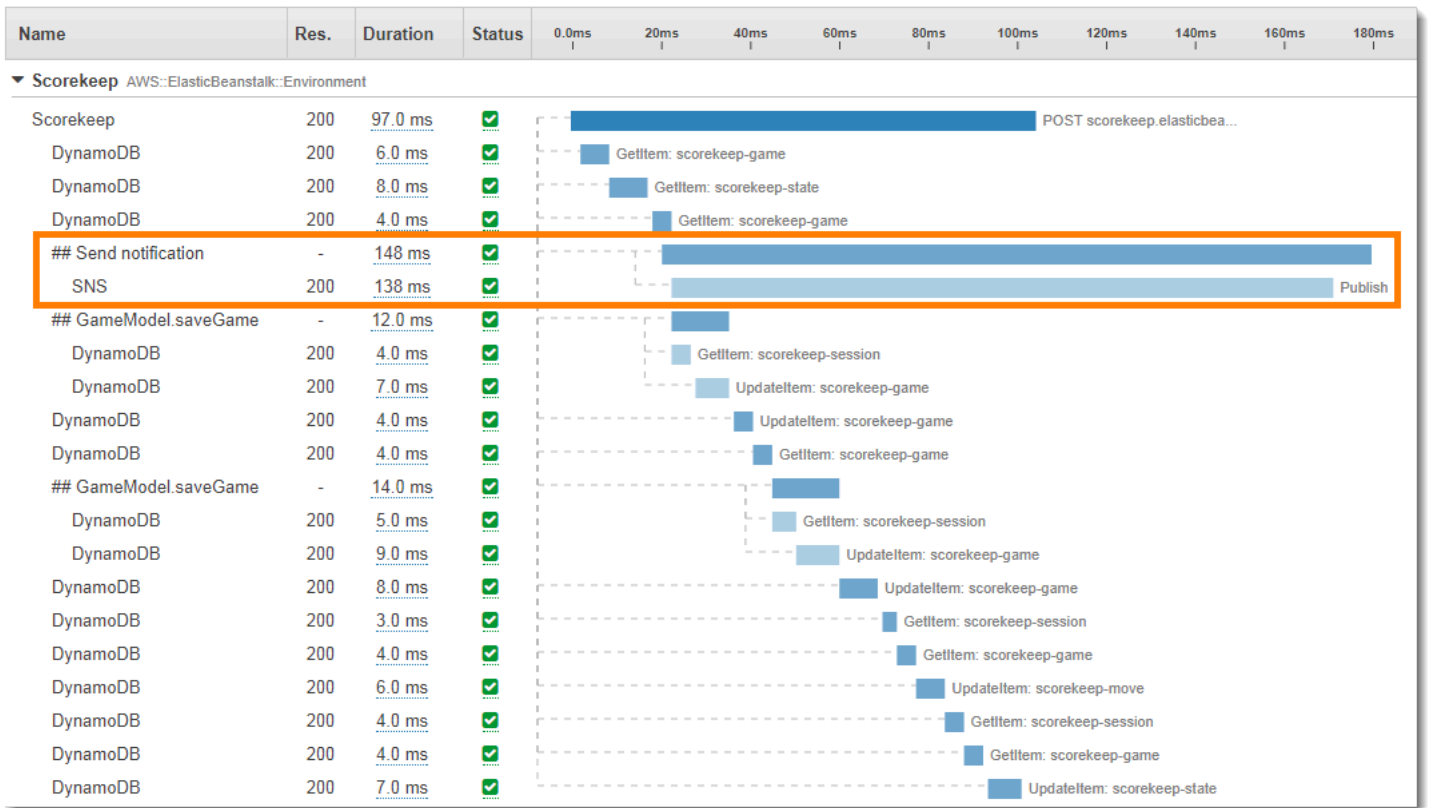 Name Res. Duration Status 0.0ms 20ms 40ms 60ms 80ms 100ms 120ms 140ms 160ms 180ms
Scorekeep AWS::ElasticBeanstalk::Environment
Scorekeep 200 97.0 ms POST scorekeep.elasticbea...
DynamoDB 200 6.0 ms GetItem: scorekeep-game
DynamoDB 200 8.0 ms GetItem: scorekeep-state
DynamoDB 200 4.0 ms GetItem: scorekeep-game
## Send notification - 148 ms
SNS 200 138 ms Publish
## GameModel.saveGame - 12.0 ms
DynamoDB 200 4.0 ms GetItem: scorekeep-session
DynamoDB 200 7.0 ms UpdateItem: scorekeep-game
DynamoDB 200 4.0 ms UpdateItem: scorekeep-game
DynamoDB 200 4.0 ms GetItem: scorekeep-game
## GameModel.saveGame - 14.0 ms
DynamoDB 200 5.0 ms GetItem: scorekeep-session
DynamoDB 200 9.0 ms UpdateItem: scorekeep-game
DynamoDB 200 8.0 ms UpdateItem: scorekeep-game
DynamoDB 200 3.0 ms GetItem: scorekeep-session
DynamoDB 200 4.0 ms GetItem: scorekeep-game
DynamoDB 200 6.0 ms UpdateItem: scorekeep-move
DynamoDB 200 4.0 ms GetItem: scorekeep-session
DynamoDB 200 4.0 ms GetItem: scorekeep-game
DynamoDB 200 7.0 ms UpdateItem: scorekeep-state